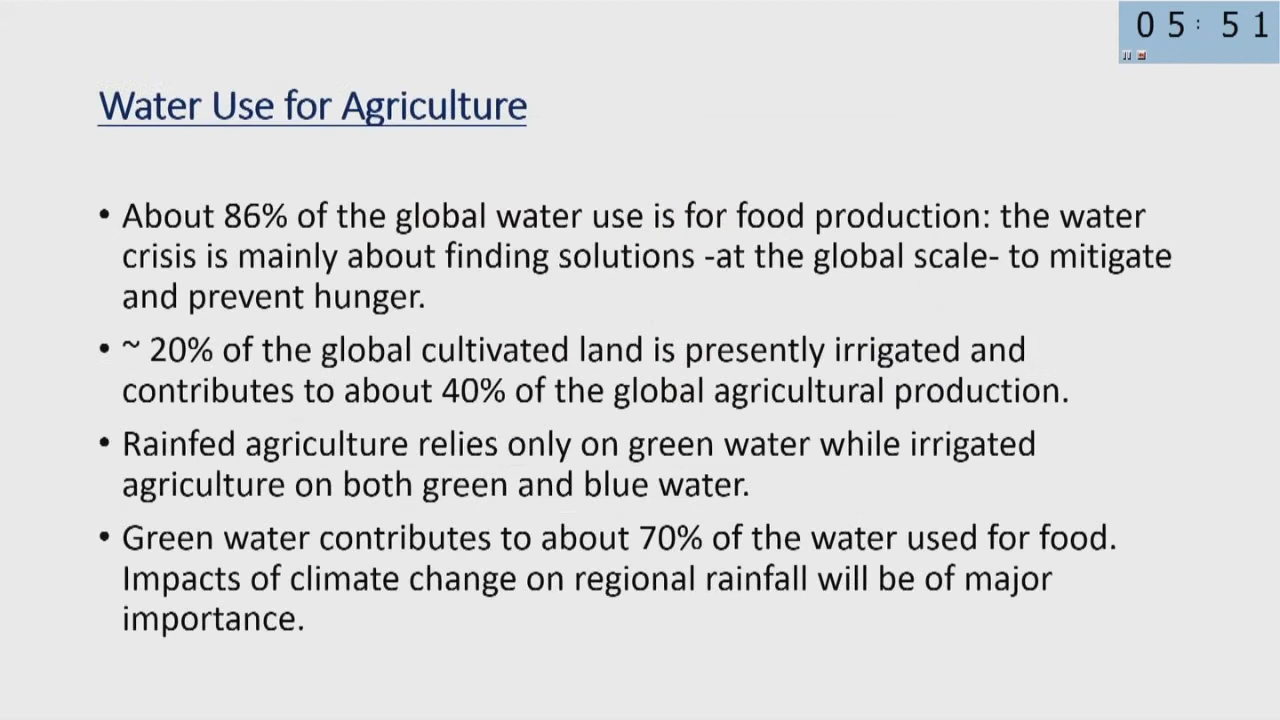 05:51
Water Use for Agriculture
• About 86% of the global water use is for food production: the water
crisis is mainly about finding solutions -at the global scale- to mitigate
and prevent hunger.
• ~ 20% of the global cultivated land is presently irrigated and
contributes to about 40% of the global agricultural production.
• Rainfed agriculture relies only on green water while irrigated
agriculture on both green and blue water.
• Green water contributes to about 70% of the water used for food.
Impacts of climate change on regional rainfall will be of major
importance.